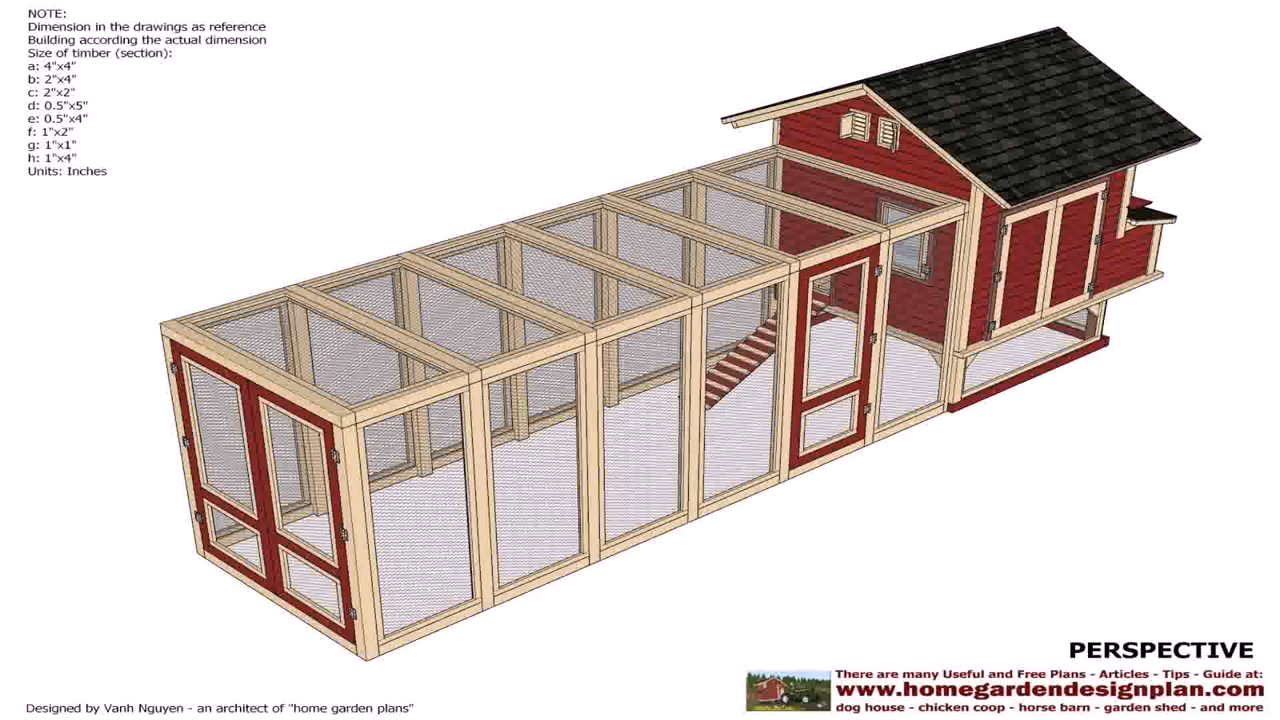 NOTE:
Dimension in the drawings as reference
Building according the actual dimension
Size of timber (section):
a: 4"x4"
b: 2"x4"
c: 2"x2"
d: 0.5"x5"
e: 0.5"x4"
f: 1"x2"
g: 1"x1"
h: 1"x4"
Units: Inches
PERSPECTIVE
There are many Useful and Free Plans - Articles - Tips - Guide at:
www.homegardendesignplan.com
dog house - chicken coop - horse barn - garden shed - and more
Designed by Vanh Nguyen - an architect of "home garden plans"